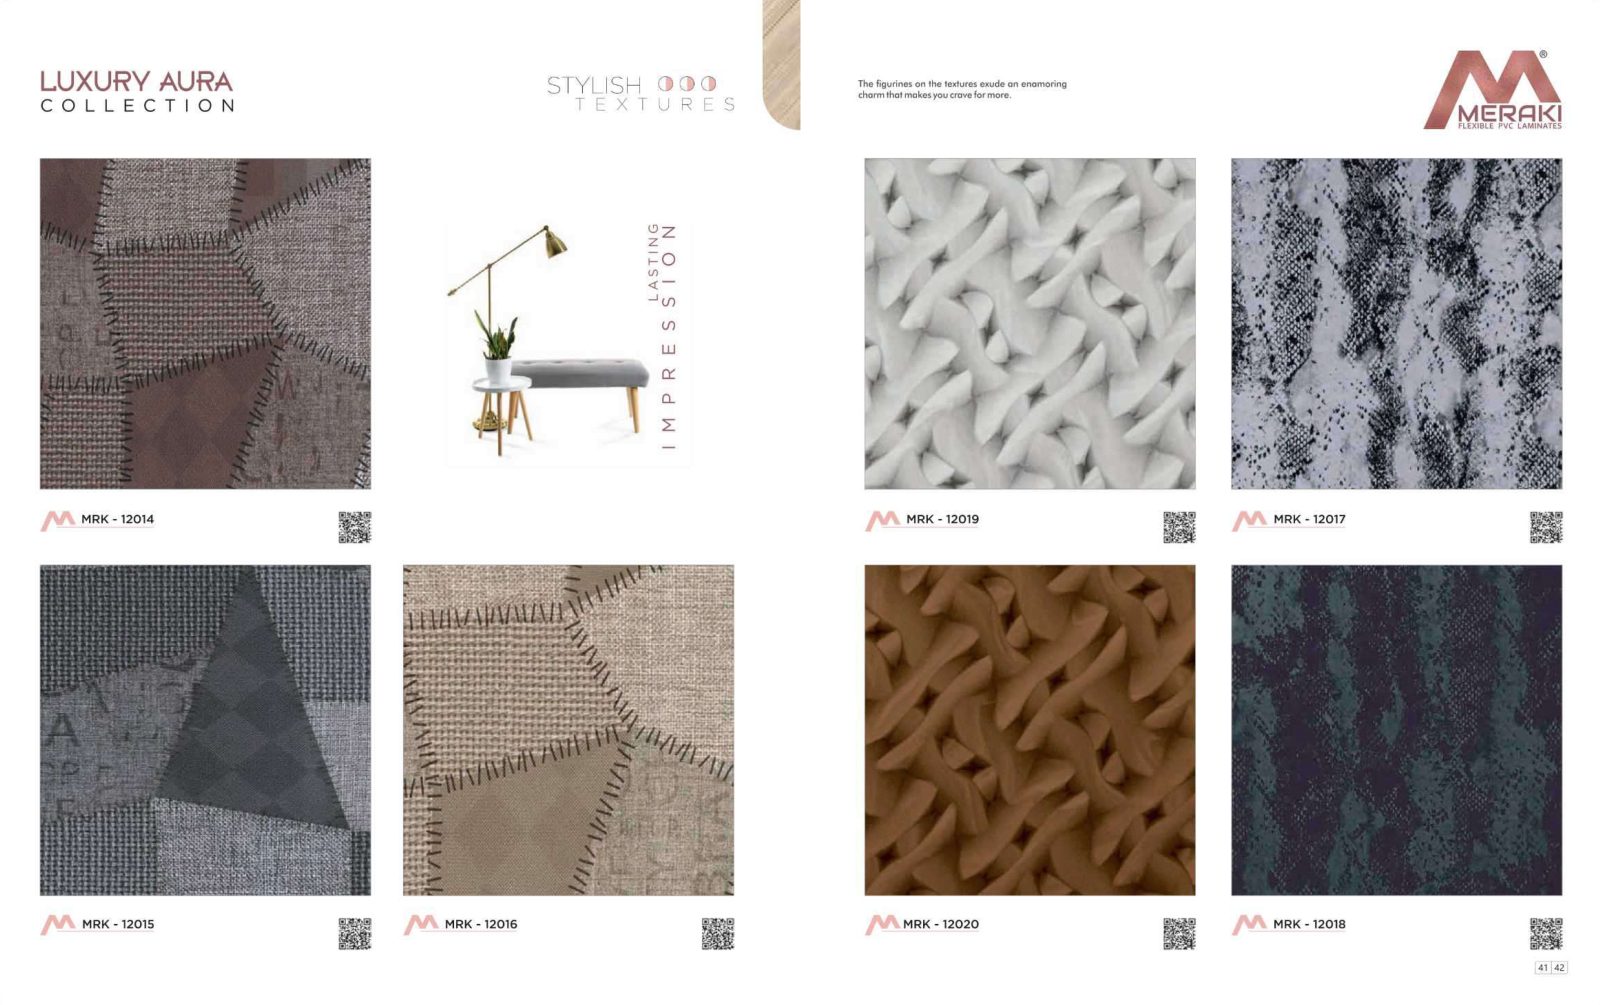 LUXURY AURA
COLLECTION
STYLISH
TEXTURES
The figurines on the textures exude an enamoring
charm that makes you crave for more.
®
MERAKI
FLEXIBLE PVC LAMINATES
LASTING
IMPRESSION
MRK - 12014
MRK - 12019
MRK - 12017
MRK - 12015
MRK - 12016
MRK - 12020
MRK - 12018
41 42